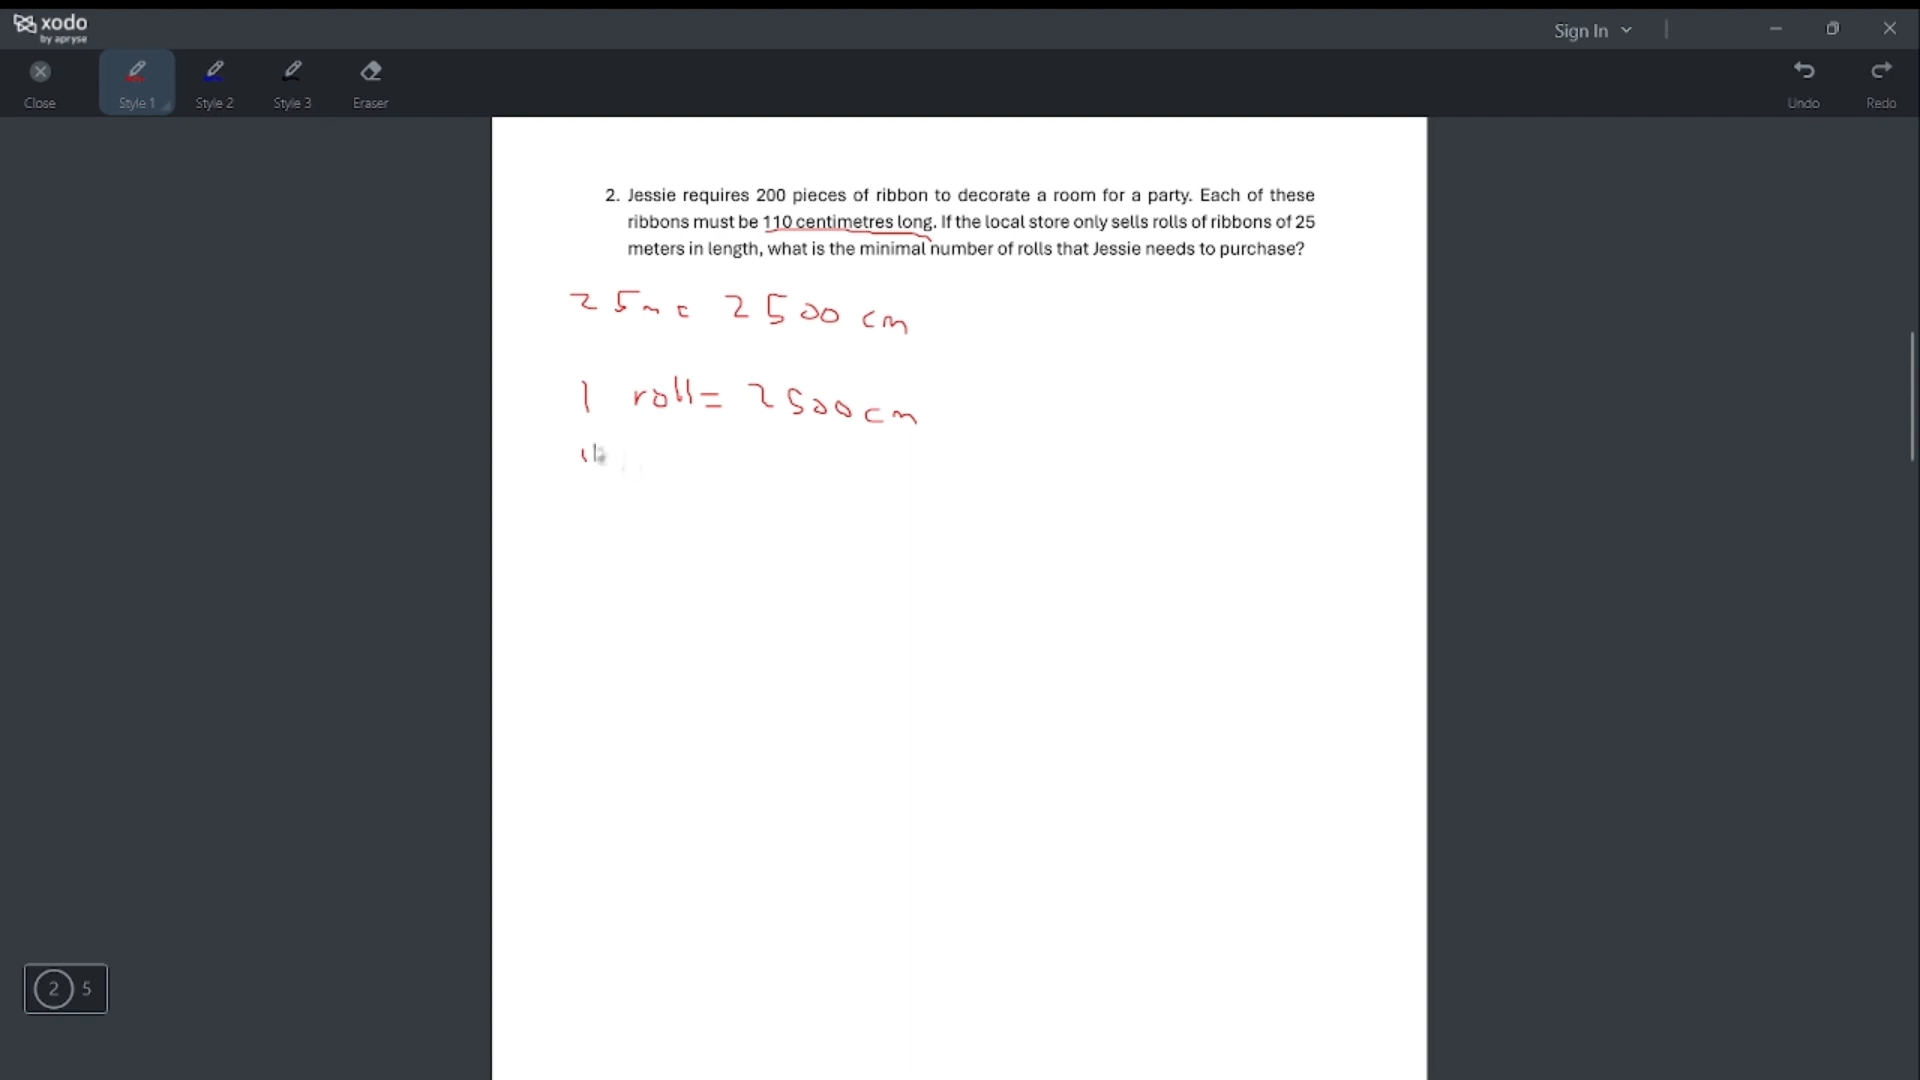 xodo
by apryse
Sign In
Close
Style 1
Style 2
Style 3
Eraser
Undo
Redo
2. Jessie requires 200 pieces of ribbon to decorate a room for a party. Each of these
ribbons must be 110 centimetres long. If the local store only sells rolls of ribbons of 25
meters in length, what is the minimal number of rolls that Jessie needs to purchase?
25m = 2500 cm
1 roll = 2500cm
2 5